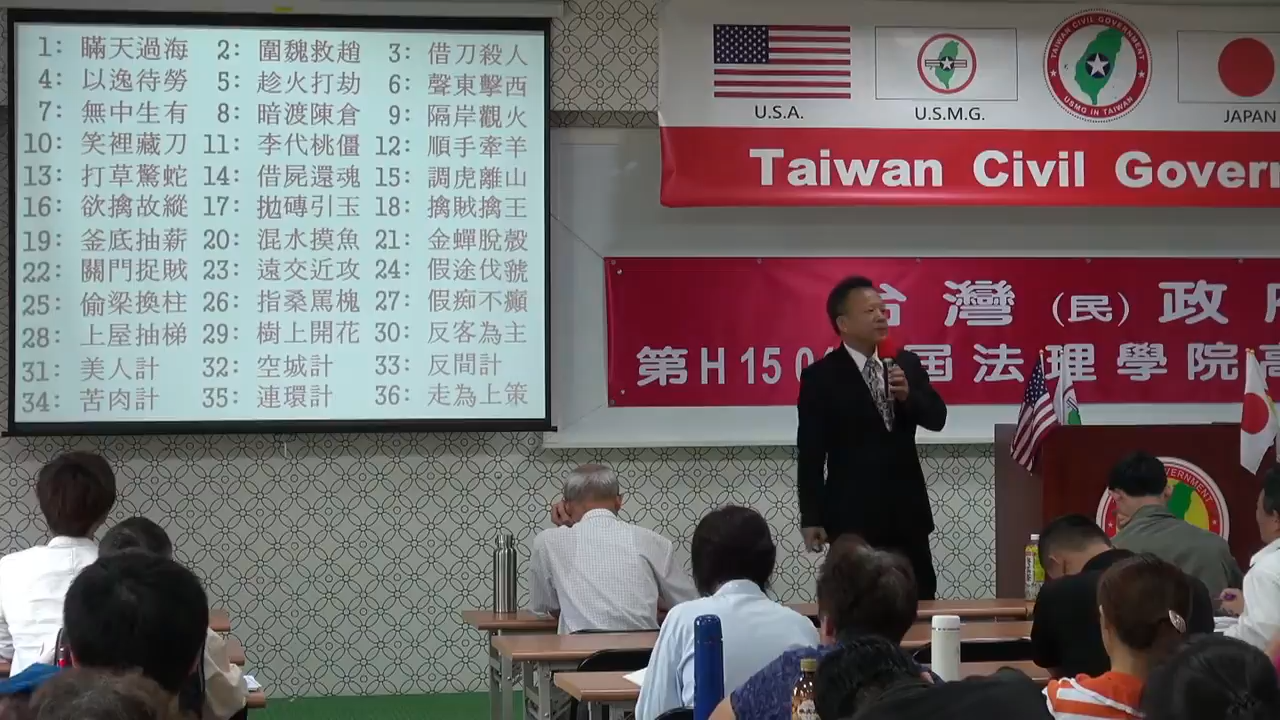 1: 瞞天過海 2: 圍魏救趙 3: 借刀殺人
4: 以逸待勞 5: 趁火打劫 6: 聲東擊西
7: 無中生有 8: 暗渡陳倉 9: 隔岸觀火
10: 笑裡藏刀 11: 李代桃僵 12: 順手牽羊
13: 打草驚蛇 14: 借屍還魂 15: 調虎離山
16: 欲擒故縱 17: 拋磚引玉 18: 擒賊擒王
19: 釜底抽薪 20: 混水摸魚 21: 金蟬脫殼
22: 關門捉賊 23: 遠交近攻 24: 假途伐虢
25: 偷梁換柱 26: 指桑罵槐 27: 假痴不癲
28: 上屋抽梯 29: 樹上開花 30: 反客為主
31: 美人計 32: 空城計 33: 反間計
34: 苦肉計 35: 連環計 36: 走為上策
TAIWAN CIVIL GOVERNMENT
USMG IN TAIWAN
U.S.A. U.S.M.G. JAPAN
Taiwan Civil Govern
台灣(民)政
第H150 屆法理學院高